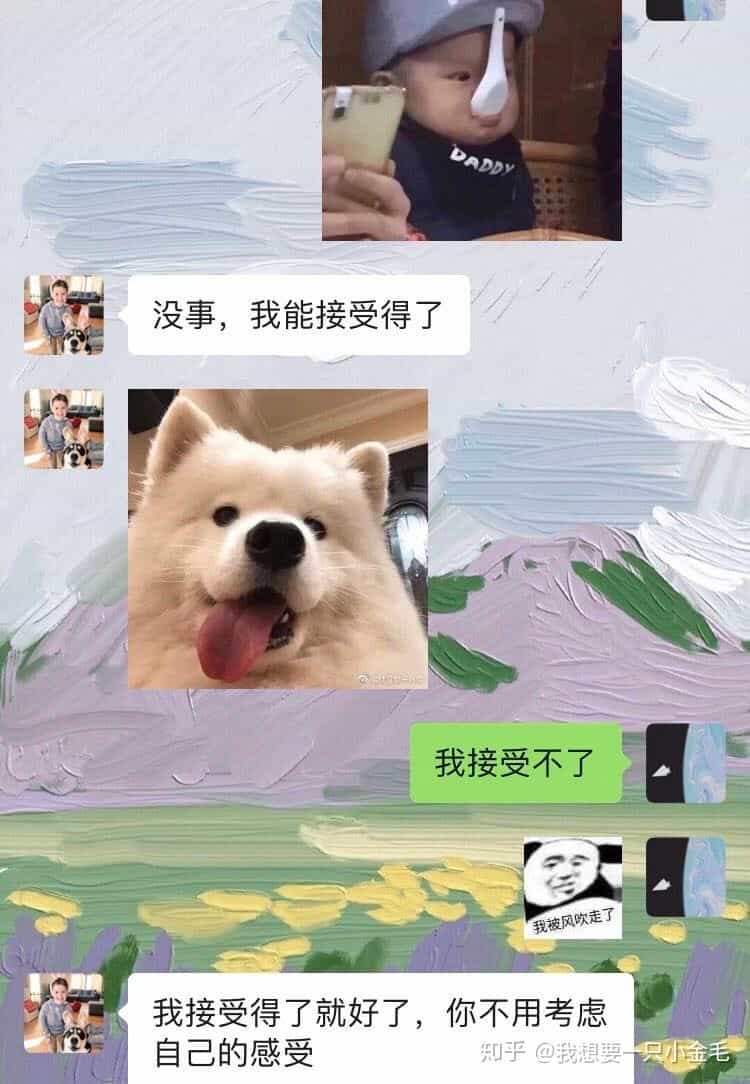 DADDY
没事，我能接受得了
我接受不了
我被风吹走了
我接受得了就好了，你不用考虑
自己的感受
知乎 @我想要一只小金毛